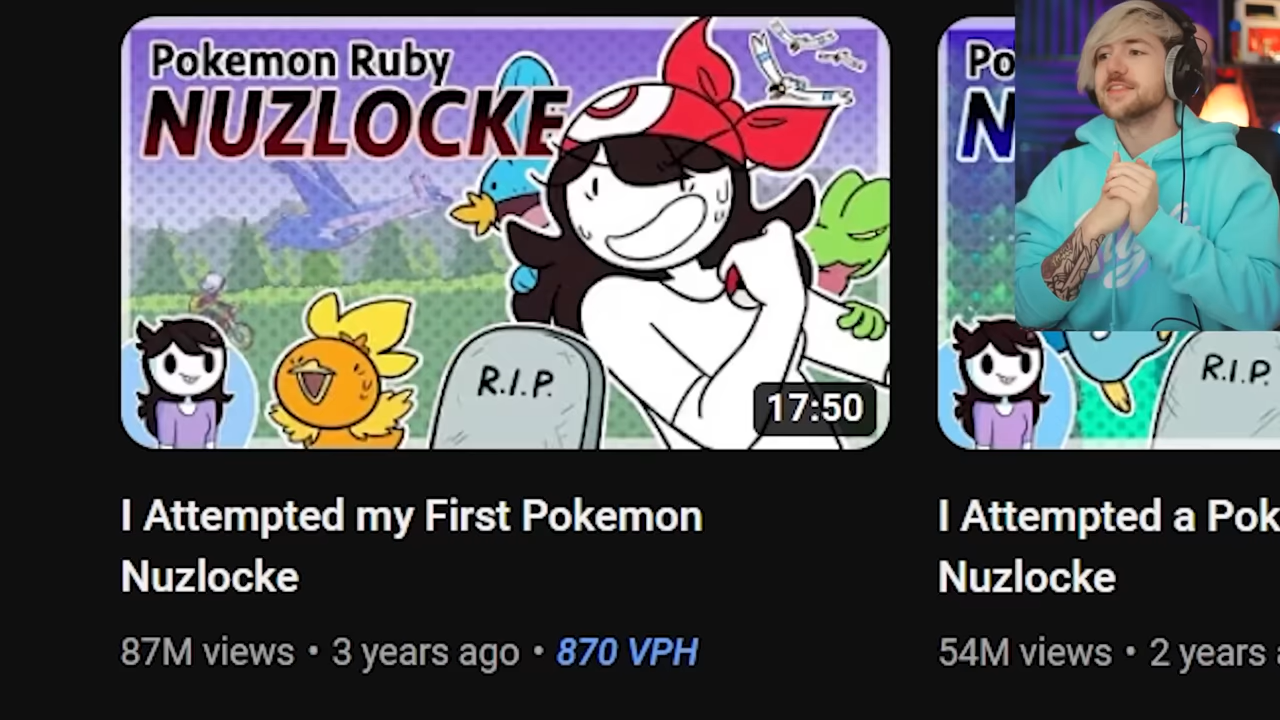 Pokemon Ruby
NUZLOCKE
R.I.P.
17:50
I Attempted my First Pokemon
Nuzlocke
87M views • 3 years ago • 870 VPH
Po
N
R.I.P.
I Attempted a Pok
Nuzlocke
54M views • 2 years a